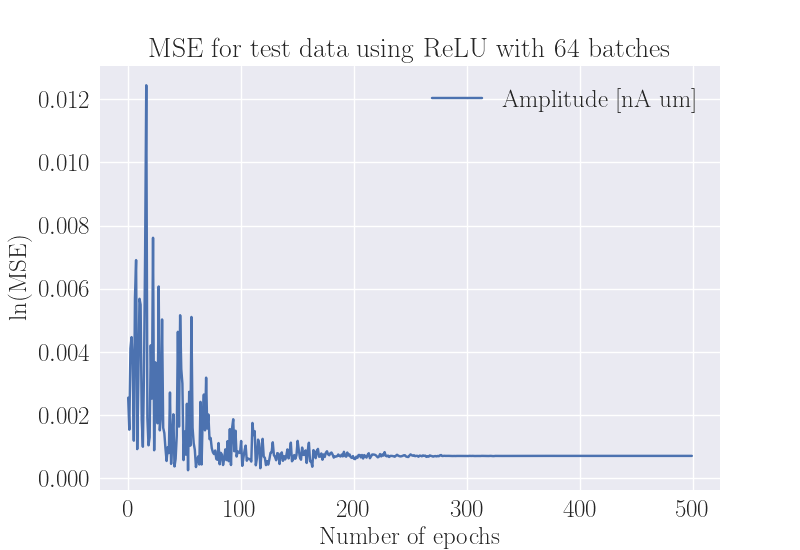 MSE for test data using ReLU with 64 batches
Amplitude [nA um]
ln(MSE)
0.012
0.010
0.008
0.006
0.004
0.002
0.000
0 100 200 300 400 500
Number of epochs